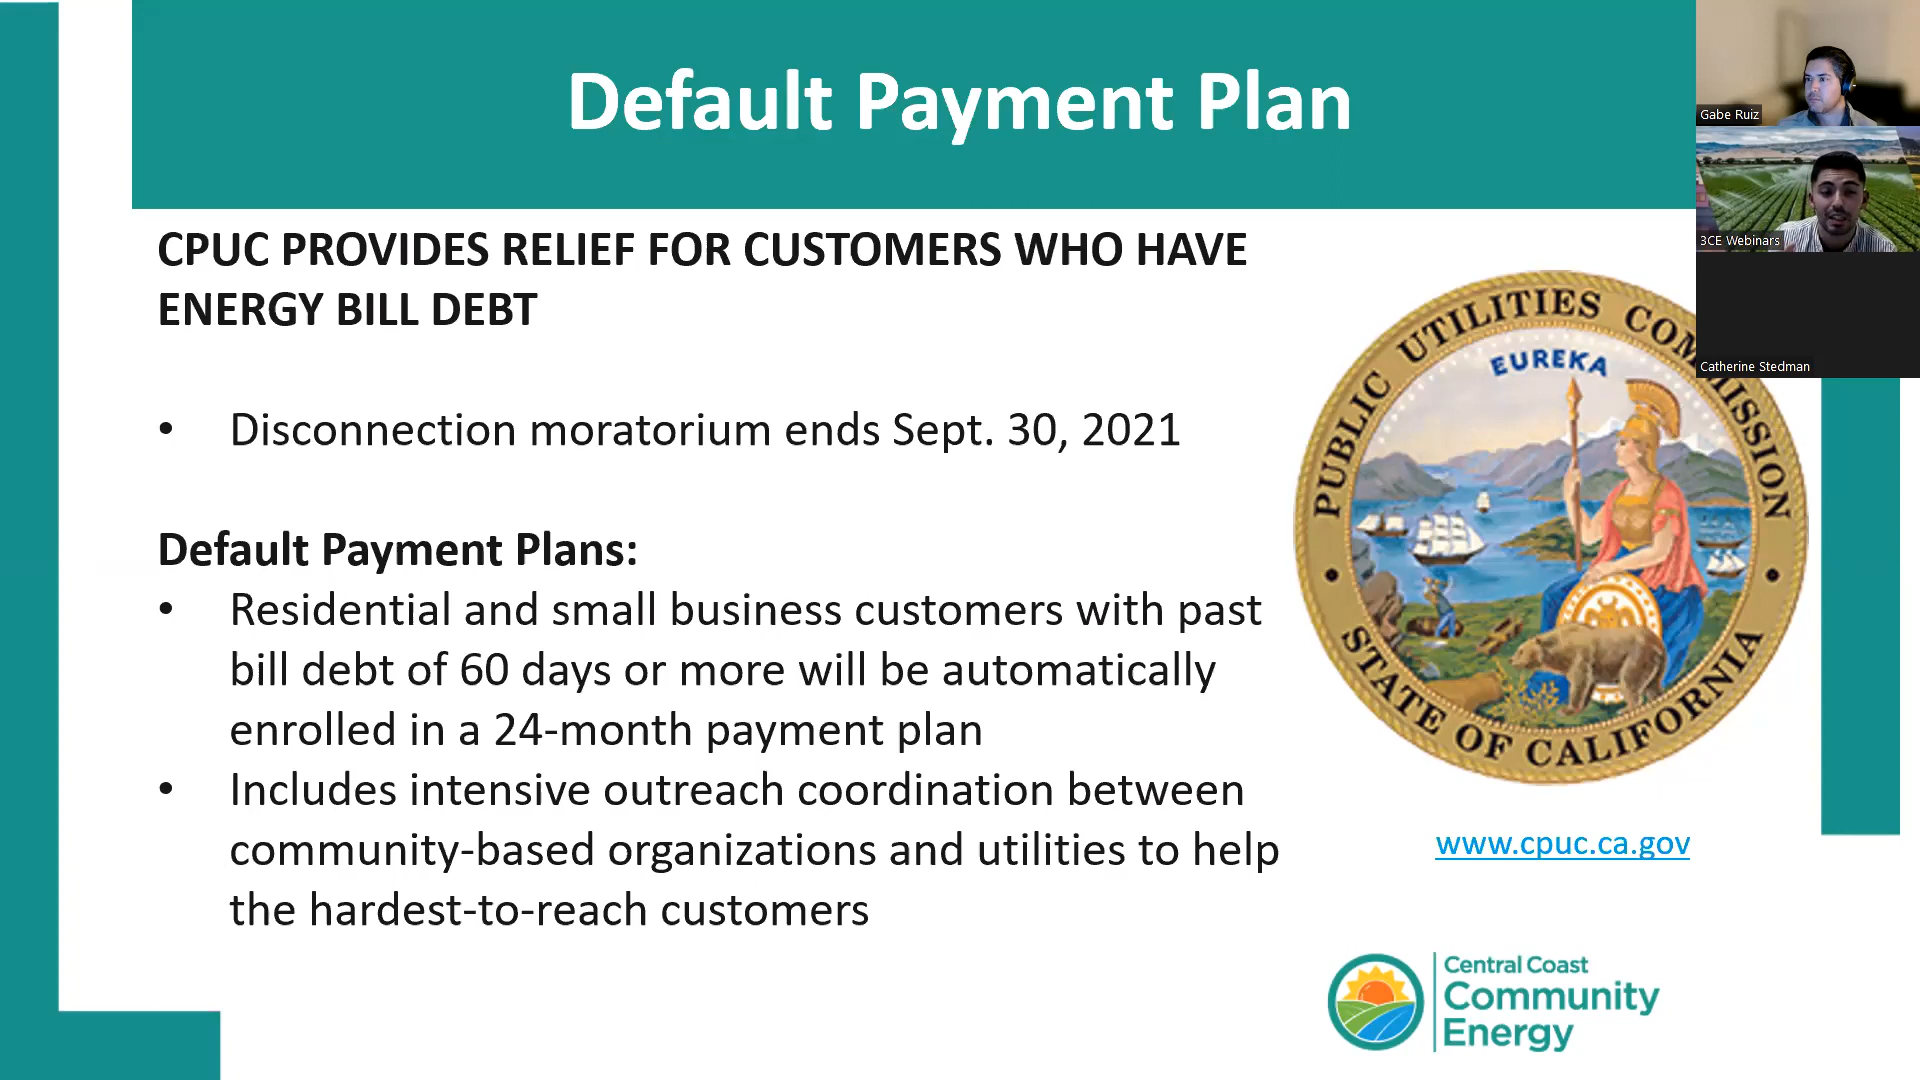 Default Payment Plan
CPUC PROVIDES RELIEF FOR CUSTOMERS WHO HAVE
ENERGY BILL DEBT
• Disconnection moratorium ends Sept. 30, 2021
Default Payment Plans:
• Residential and small business customers with past
bill debt of 60 days or more will be automatically
enrolled in a 24-month payment plan
• Includes intensive outreach coordination between
community-based organizations and utilities to help
the hardest-to-reach customers
Gabe Ruiz
3CE Webinars
Catherine Stedman
PUBLIC UTILITIES COMMISSION
EUREKA
STATE OF CALIFORNIA
www.cpuc.ca.gov
Central Coast
Community
Energy